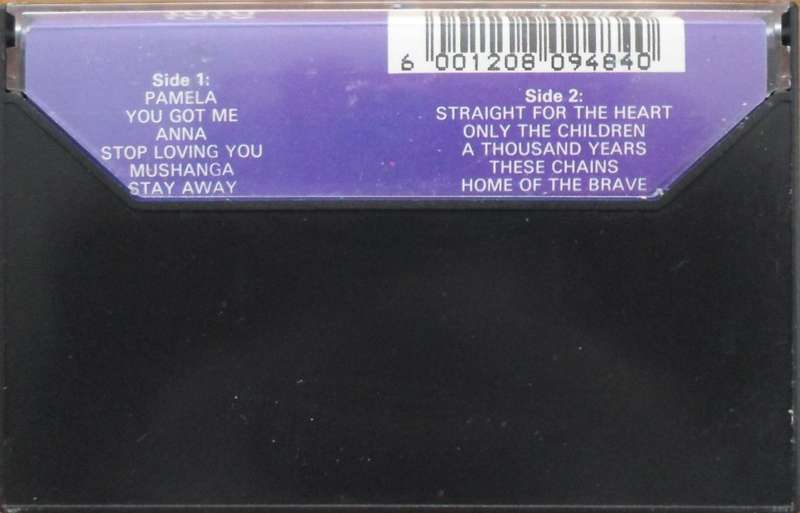 6 001208 094840
Side 1:
PAMELA
YOU GOT ME
ANNA
STOP LOVING YOU
MUSHANGA
STAY AWAY
Side 2:
STRAIGHT FOR THE HEART
ONLY THE CHILDREN
A THOUSAND YEARS
THESE CHAINS
HOME OF THE BRAVE